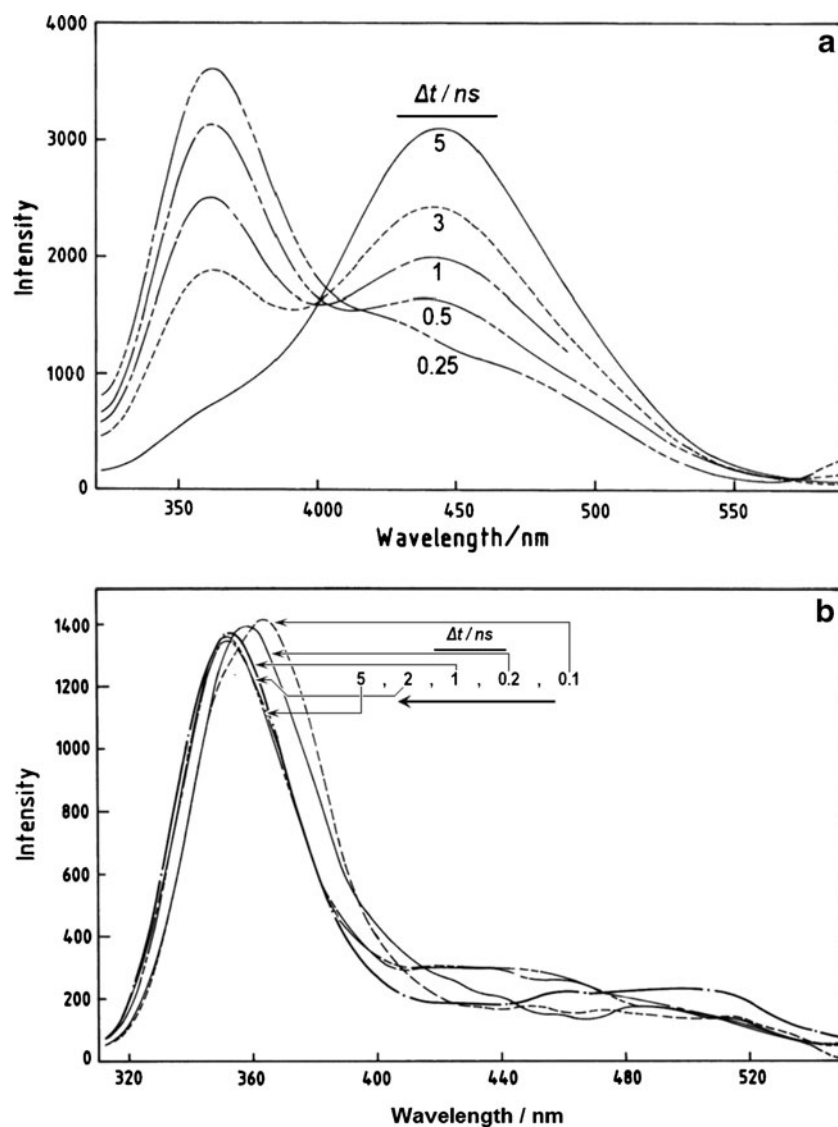 a
4000
3000
2000
1000
0
Intensity
Δt / ns
5
3
1
0.5
0.25
350 4000 450 500 550
Wavelength/nm
b
1400
1200
1000
800
600
400
200
0
Intensity
Δt / ns
5 , 2 , 1 , 0.2 , 0.1
320 360 400 440 480 520
Wavelength / nm